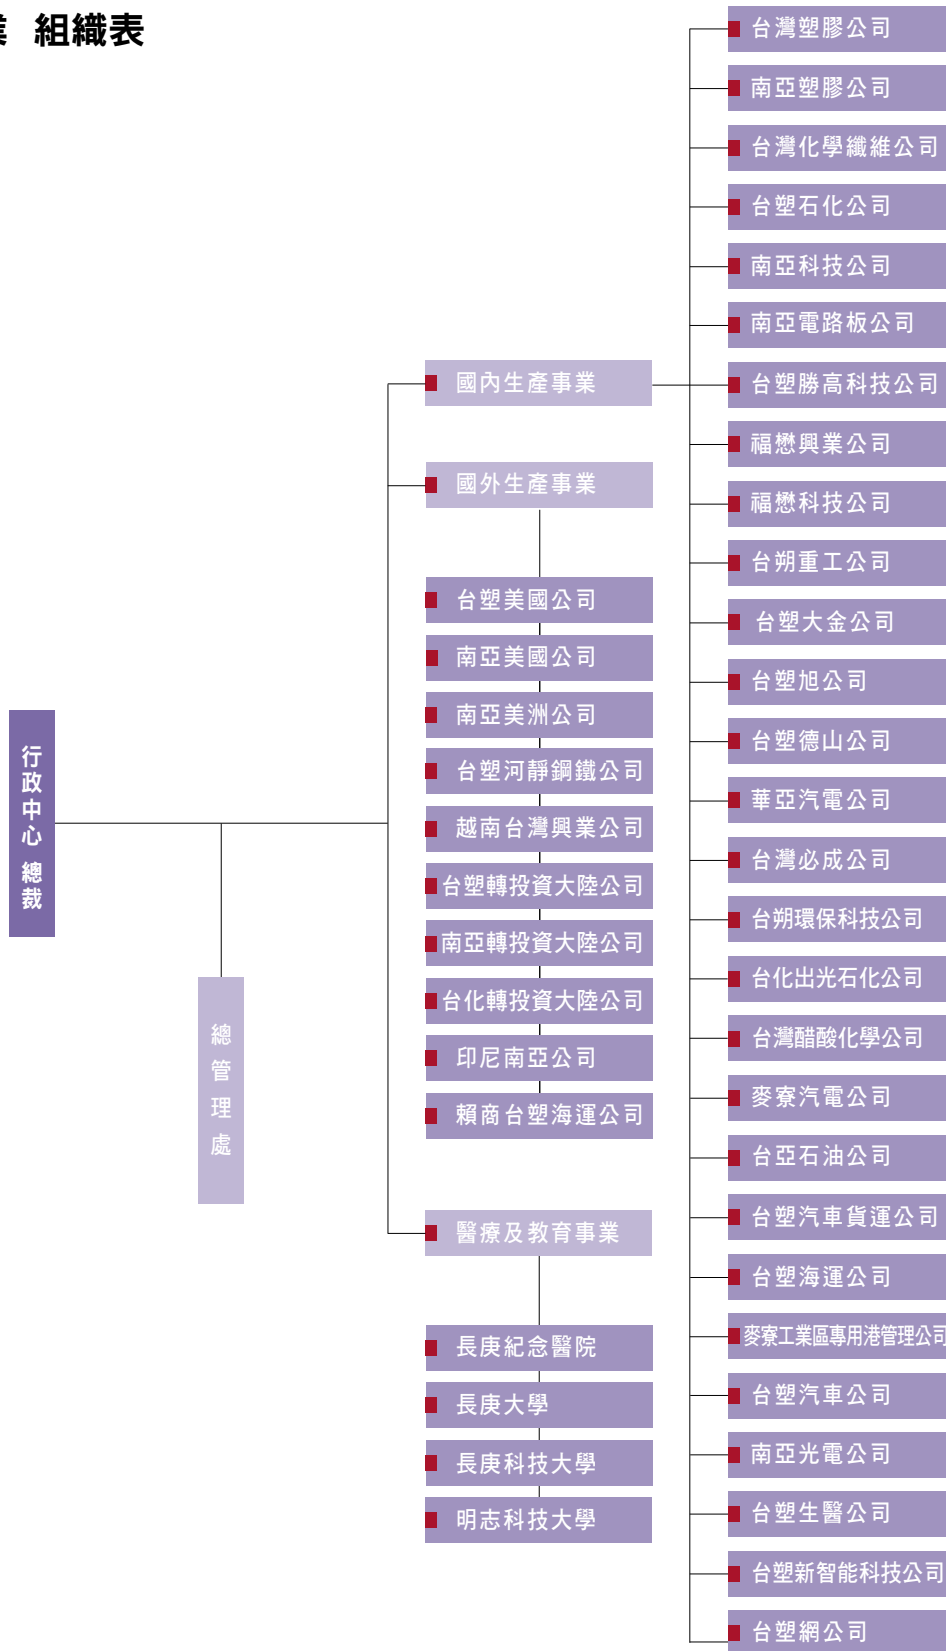 業 組織表
行政中心 總裁
總管理處
國內生產事業
台灣塑膠公司
南亞塑膠公司
台灣化學纖維公司
台塑石化公司
南亞科技公司
南亞電路板公司
台塑勝高科技公司
福懋興業公司
福懋科技公司
台朔重工公司
台塑大金公司
台塑旭公司
台塑德山公司
華亞汽電公司
台灣必成公司
台朔環保科技公司
台化出光石化公司
台灣醋酸化學公司
麥寮汽電公司
台亞石油公司
台塑汽車貨運公司
台塑海運公司
麥寮工業區專用港管理公司
台塑汽車公司
南亞光電公司
台塑生醫公司
台塑新智能科技公司
台塑網公司
國外生產事業
台塑美國公司
南亞美國公司
南亞美洲公司
台塑河靜鋼鐵公司
越南台灣興業公司
台塑轉投資大陸公司
南亞轉投資大陸公司
台化轉投資大陸公司
印尼南亞公司
賴商台塑海運公司
醫療及教育事業
長庚紀念醫院
長庚大學
長庚科技大學
明志科技大學